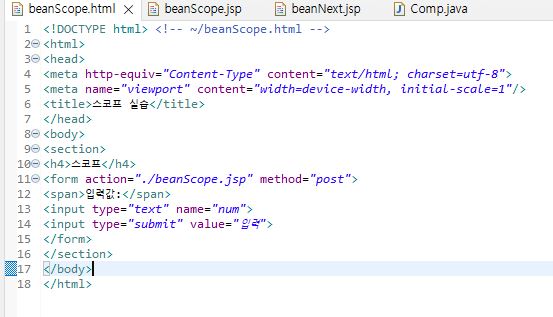 beanScope.html beanScope.jsp beanNext.jsp Comp.java
1 <!DOCTYPE html> <!-- ~/beanScope.html -->
2 <html>
3 <head>
4 <meta http-equiv="Content-Type" content="text/html; charset=utf-8">
5 <meta name="viewport" content="width=device-width, initial-scale=1"/>
6 <title>스코프 실습</title>
7 </head>
8 <body>
9 <section>
10 <h4>스코프</h4>
11 <form action="./beanScope.jsp" method="post">
12 <span>입력값:</span>
13 <input type="text" name="num">
14 <input type="submit" value="입력">
15 </form>
16 </section>
17 </body>
18 </html>